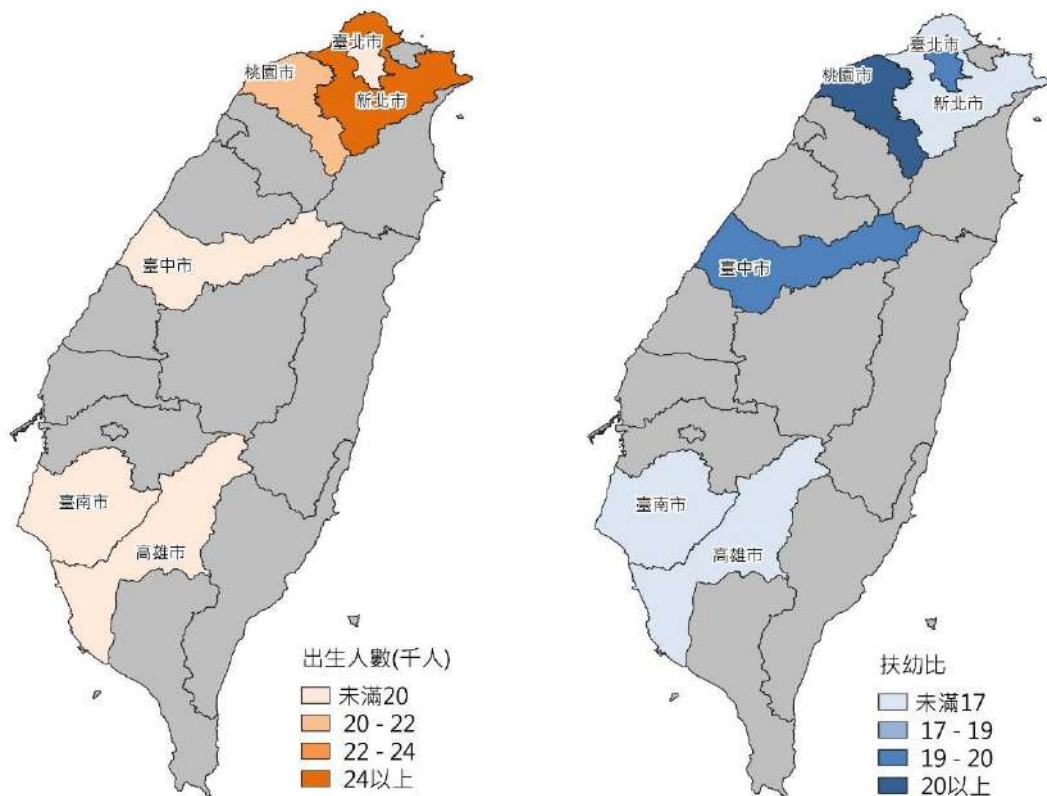 臺北市
桃園市
新北市
臺中市
臺南市
高雄市
出生人數(千人)
未滿20
20 - 22
22 - 24
24以上
臺北市
桃園市
新北市
臺中市
臺南市
高雄市
扶幼比
未滿17
17 - 19
19 - 20
20以上